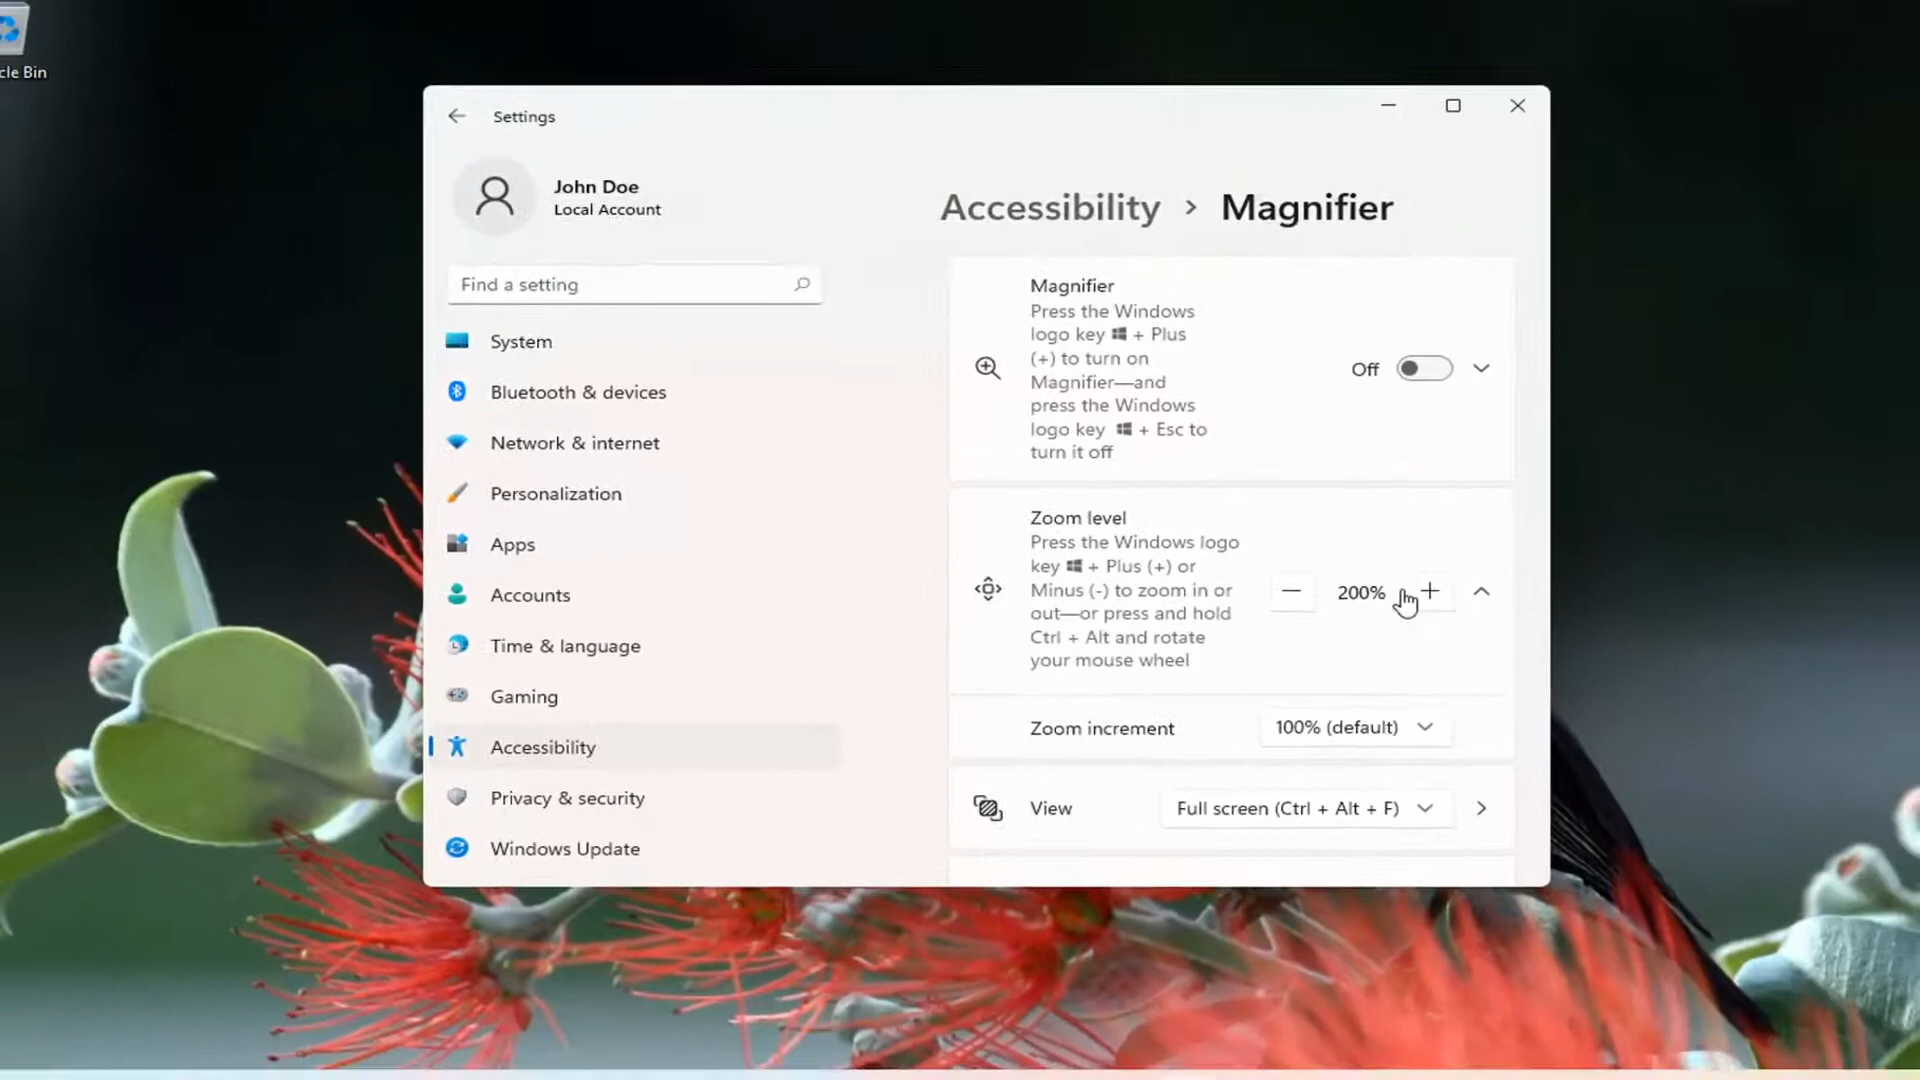 cle Bin
Settings
John Doe
Local Account
Find a setting
System
Bluetooth & devices
Network & internet
Personalization
Apps
Accounts
Time & language
Gaming
Accessibility
Privacy & security
Windows Update
Accessibility > Magnifier
Magnifier
Press the Windows
logo key + Plus
(+) to turn on
Magnifier—and
press the Windows
logo key + Esc to
turn it off
Off
Zoom level
Press the Windows logo
key + Plus (+) or
Minus (-) to zoom in or
out—or press and hold
Ctrl + Alt and rotate
your mouse wheel
200%
Zoom increment
100% (default)
View
Full screen (Ctrl + Alt + F)